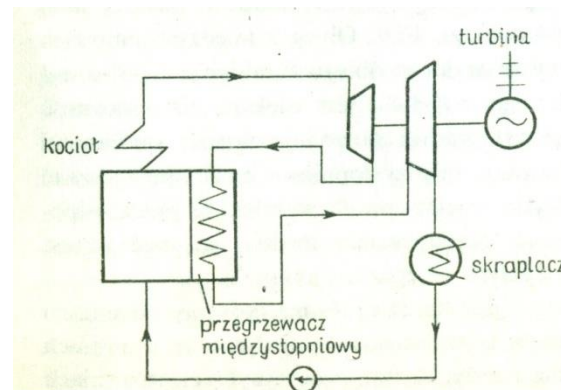 turbina
kocioł
skraplacz
przegrzewacz
międzystopniowy